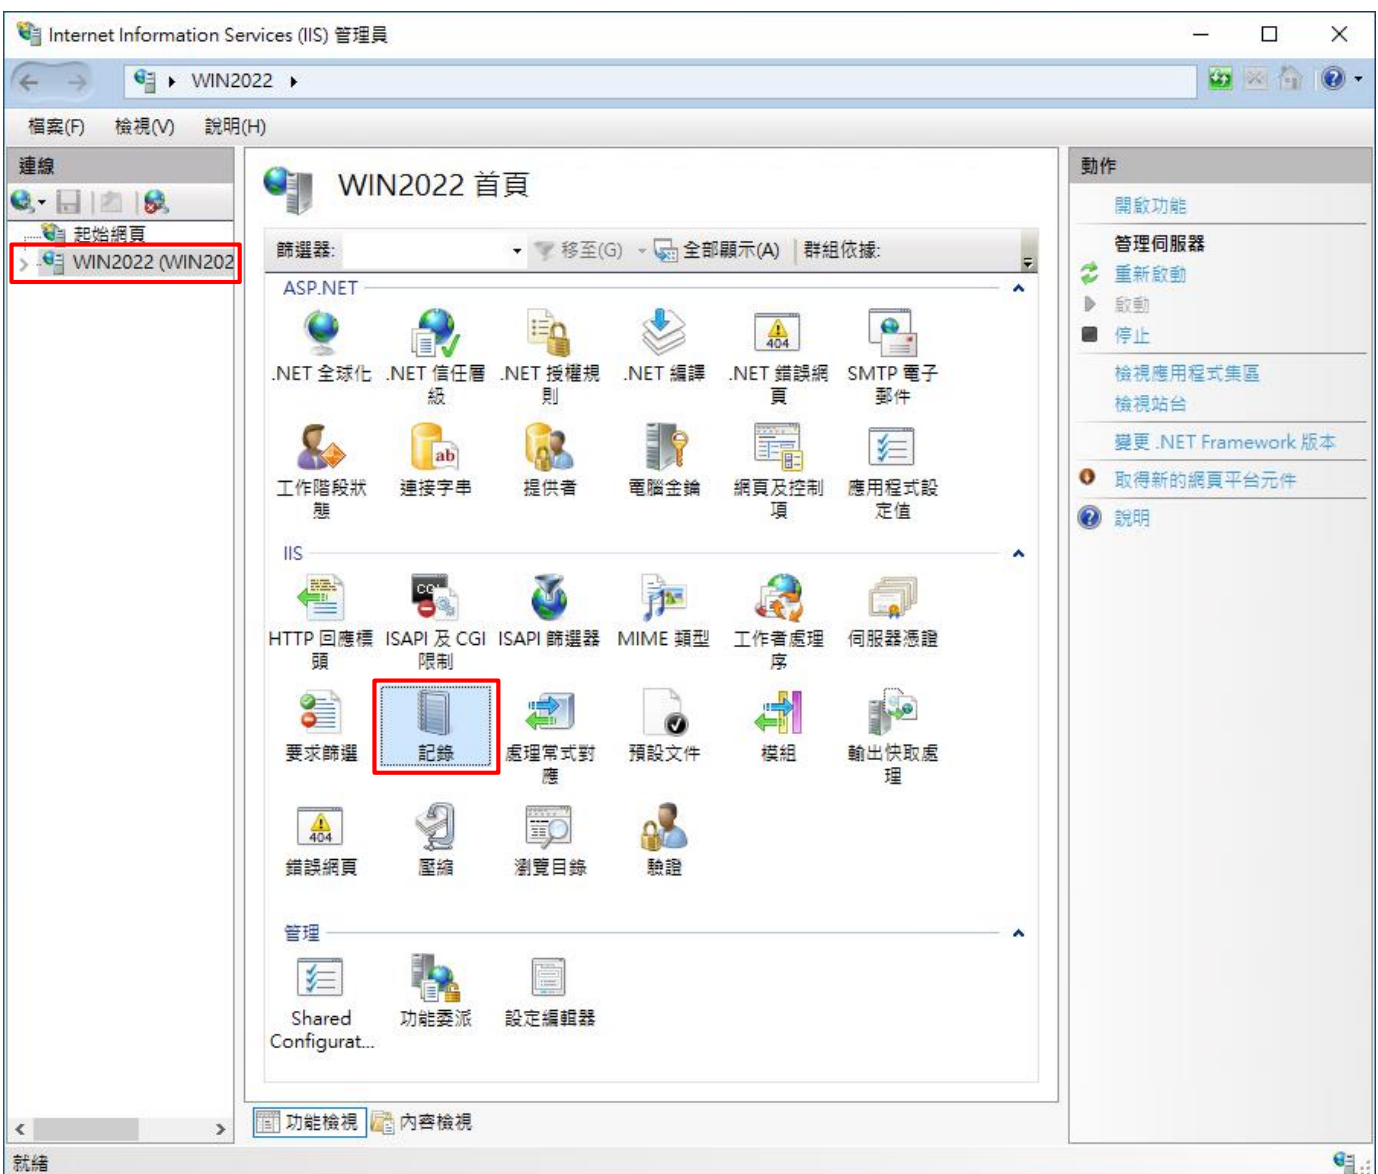 Internet Information Services (IIS) 管理員
WIN2022
檔案(F) 檢視(V) 說明(H)
連線
起始網頁
WIN2022 (WIN202
WIN2022 首頁
篩選器: 移至(G) 全部顯示(A) 群組依據:
ASP.NET
.NET 全球化 .NET 信任層級 .NET 授權規則 .NET 編譯 .NET 錯誤網頁 SMTP 電子郵件
工作階段狀態 連接字串 提供者 電腦金鑰 網頁及控制項 應用程式設定值
IIS
HTTP 回應標頭 ISAPI 及 CGI 限制 ISAPI 篩選器 MIME 類型 工作者處理序 伺服器憑證
要求篩選 記錄 處理常式對應 預設文件 模組 輸出快取處理
錯誤網頁 壓縮 瀏覽目錄 驗證
管理
Shared Configurat... 功能委派 設定編輯器
功能檢視 內容檢視
動作
開啟功能
管理伺服器
重新啟動
啟動
停止
檢視應用程式集區
檢視站台
變更 .NET Framework 版本
取得新的網頁平台元件
說明
就緒